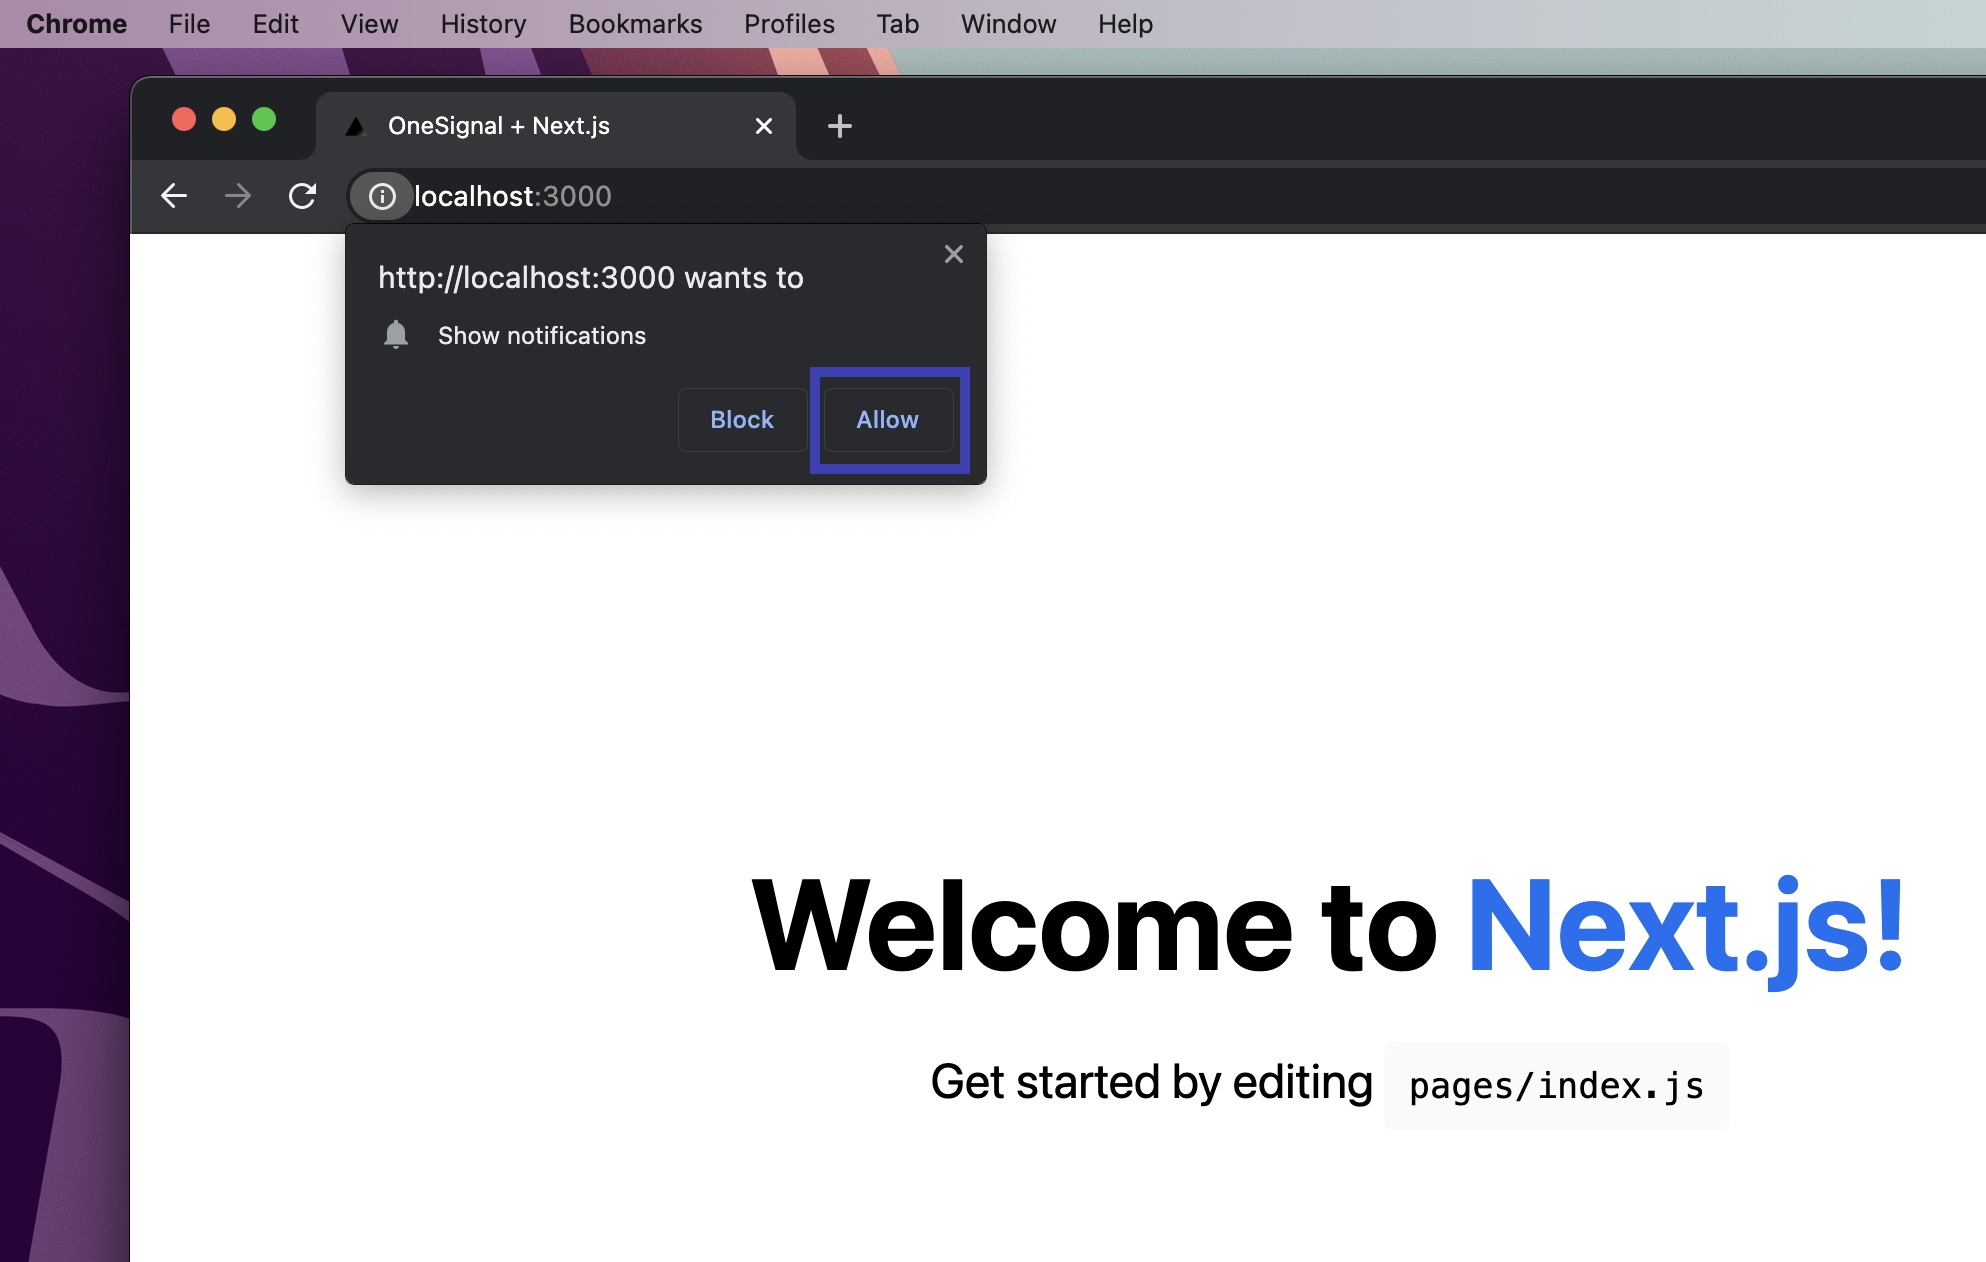 Chrome File Edit View History Bookmarks Profiles Tab Window Help
OneSignal + Next.js
localhost:3000
http://localhost:3000 wants to
Show notifications
Block Allow
Welcome to Next.js!
Get started by editing pages/index.js